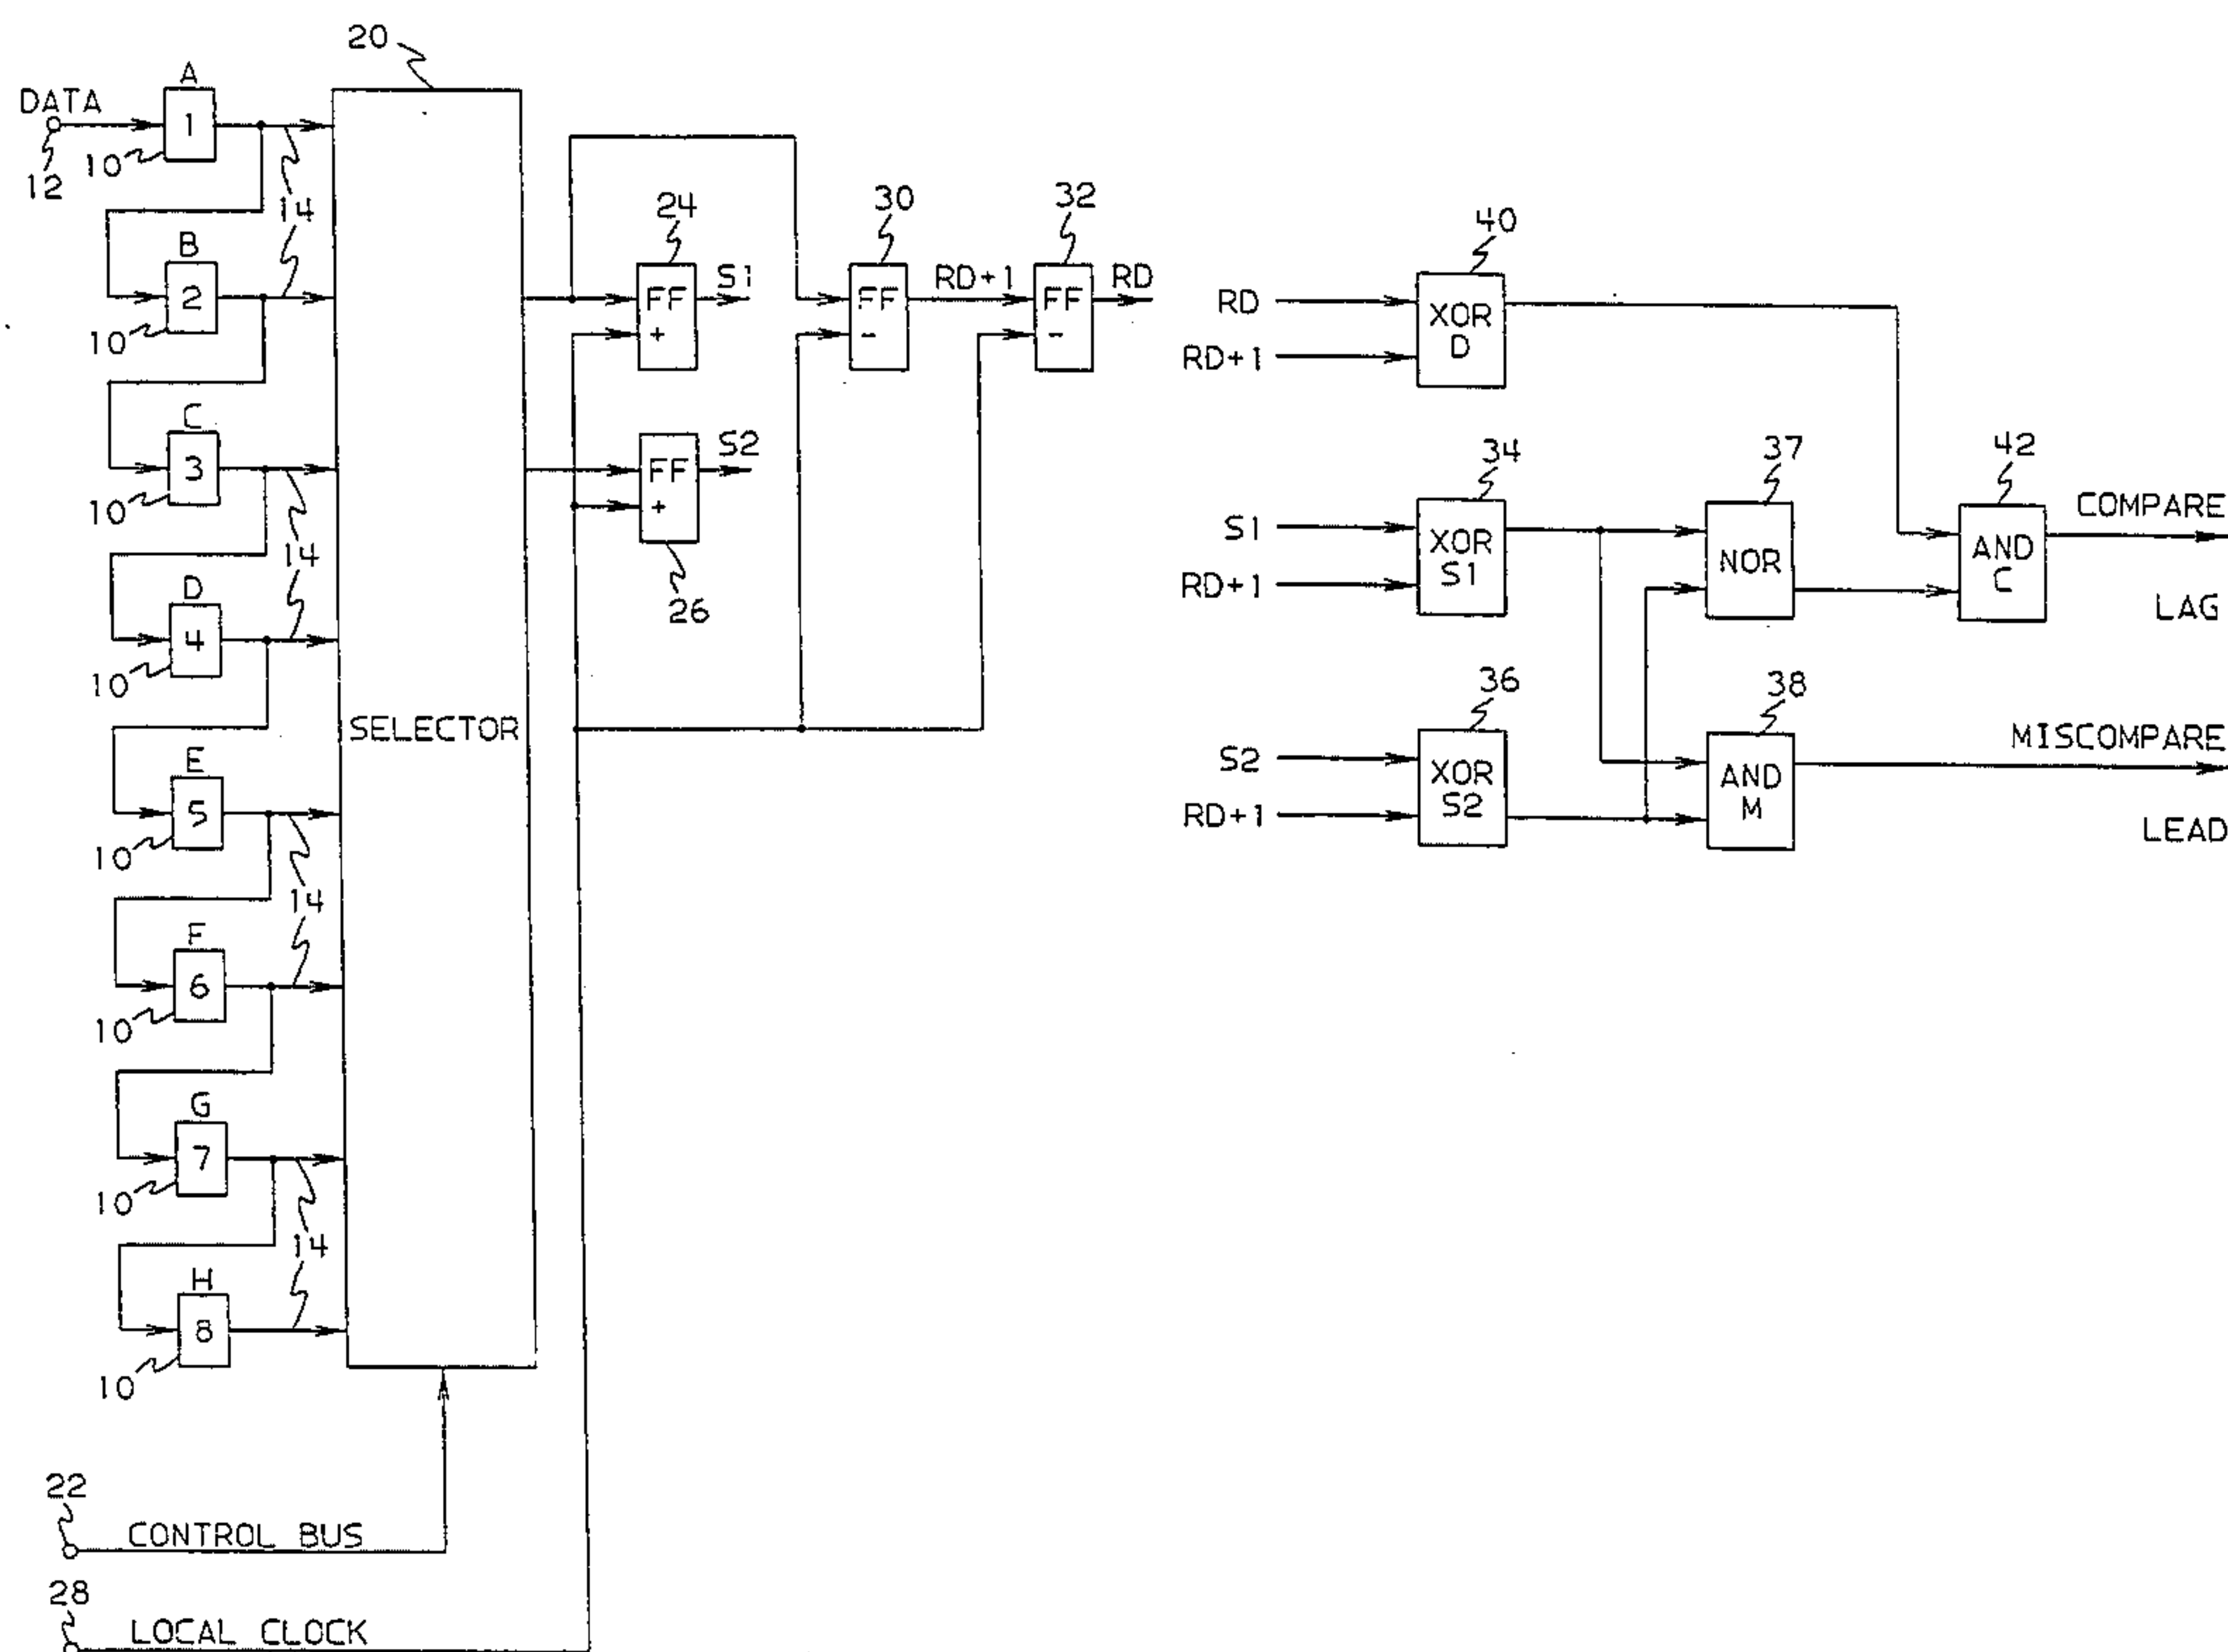 20
A
DATA
1
10
12
14
B
2
10
C
3
10
14
D
4
10
SELECTOR
E
5
10
14
F
6
10
G
7
10
14
H
8
10
22
CONTROL BUS
28
LOCAL CLOCK
24
FF
+
S1
30
FF
-
RD+1
32
FF
-
RD
FF
+
S2
26
40
RD
RD+1
XOR
D
34
S1
RD+1
XOR
S1
37
NOR
42
AND
C
COMPARE
LAG
36
S2
RD+1
XOR
S2
38
AND
M
MISCOMPARE
LEAD